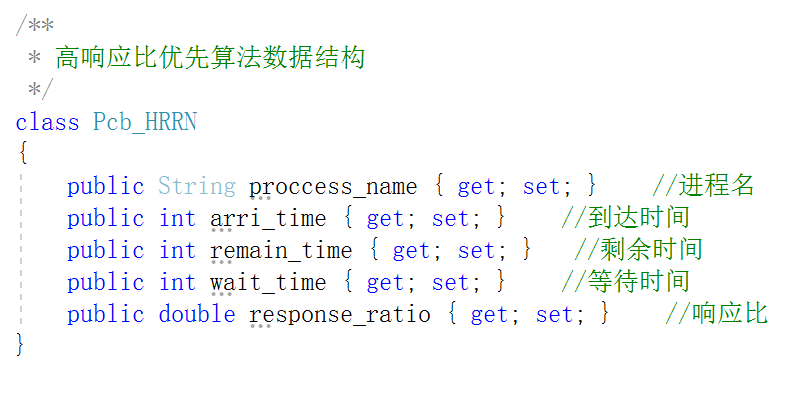 /**
 * 高响应比优先算法数据结构
 */
class Pcb_HRRN
{
    public String proccess_name { get; set; }    //进程名
    public int arri_time { get; set; }    //到达时间
    public int remain_time { get; set; }   //剩余时间
    public int wait_time { get; set; }    //等待时间
    public double response_ratio { get; set; }    //响应比
}